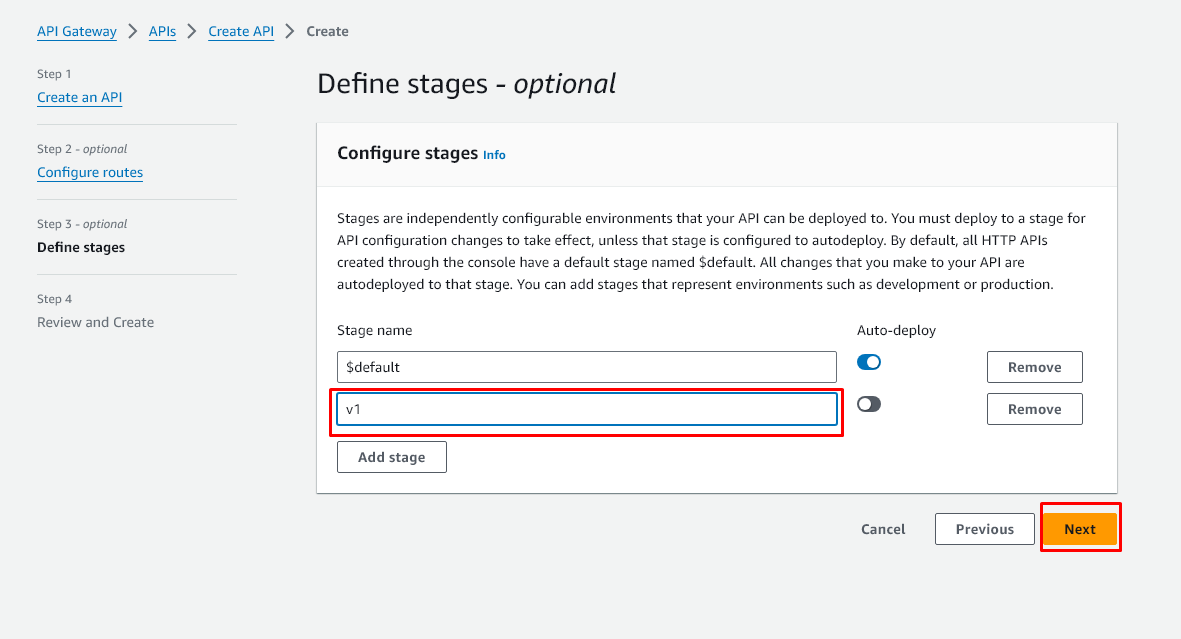 API Gateway > APIs > Create API > Create
Step 1
Create an API
Step 2 - optional
Configure routes
Step 3 - optional
Define stages
Step 4
Review and Create
Define stages - optional
Configure stages Info
Stages are independently configurable environments that your API can be deployed to. You must deploy to a stage for
API configuration changes to take effect, unless that stage is configured to autodeploy. By default, all HTTP APIs
created through the console have a default stage named $default. All changes that you make to your API are
autodeployed to that stage. You can add stages that represent environments such as development or production.
Stage name Auto-deploy
$default Remove
v1 Remove
Add stage
Cancel Previous Next